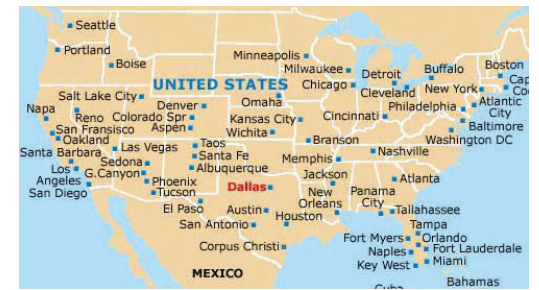 Seattle
Portland
Boise
Minneapolis
Milwaukee
Detroit
Buffalo
Boston
Cap
Co
UNITED STATES
Chicago
Cleveland
New York
Salt Lake City
Denver
Omaha
Philadelphia
Atlantic
City
Napa
Reno
Colorado Spr
Kansas City
Cincinnati
San Fransisco
Aspen
Wichita
Baltimore
Oakland
Las Vegas
Taos
Branson
Washington DC
Santa Barbara
Sedona
Santa Fe
Memphis
Nashville
Los
Angeles
G.Canyon
Albuquerque
Jackson
Atlanta
San Diego
Phoenix
Tucson
Dallas
New
Orleans
Panama
City
El Paso
Austin
Houston
Tallahassee
San Antonio
Tampa
Corpus Christi
Fort Myers
Orlando
Naples
Fort Lauderdale
MEXICO
Key West
Miami
Cuba
Bahamas